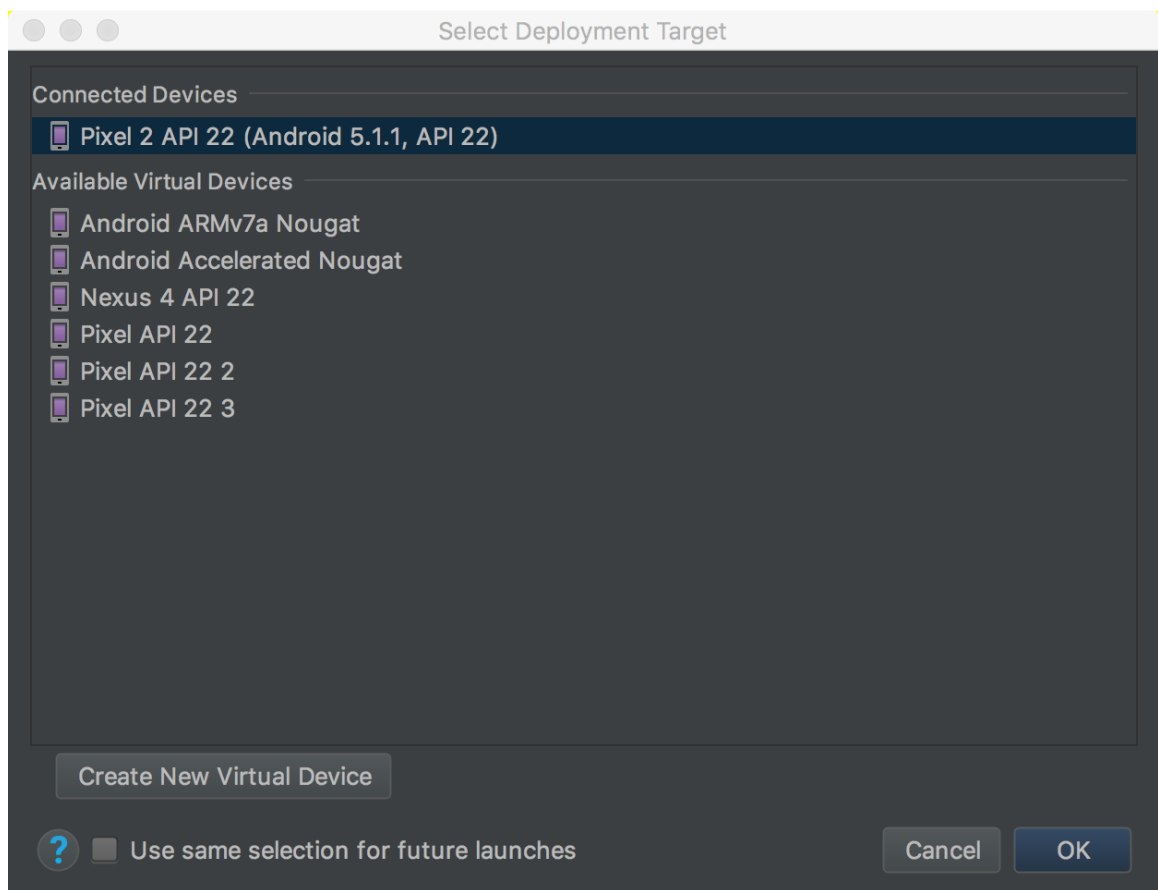 Select Deployment Target
Connected Devices
Pixel 2 API 22 (Android 5.1.1, API 22)
Available Virtual Devices
Android ARMv7a Nougat
Android Accelerated Nougat
Nexus 4 API 22
Pixel API 22
Pixel API 22 2
Pixel API 22 3
Create New Virtual Device
? Use same selection for future launches Cancel OK